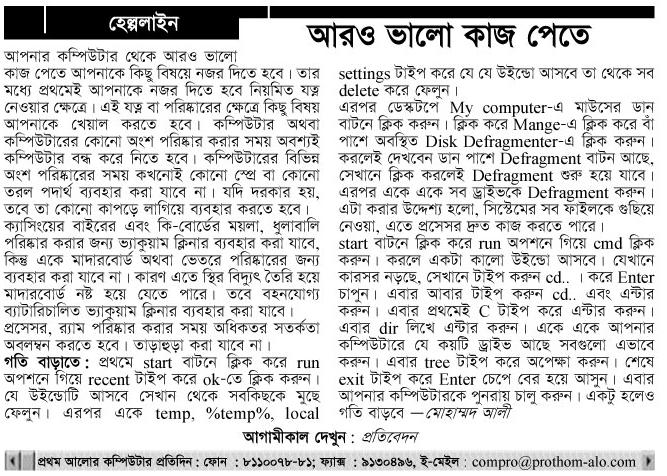 হেল্পলাইন
আরও ভালো কাজ পেতে
আপনার কম্পিউটার থেকে আরও ভালো
কাজ পেতে আপনাকে কিছু বিষয়ে নজর দিতে হবে। তার
মধ্যে প্রথমেই আপনাকে নজর দিতে হবে নিয়মিত যত্ন
নেওয়ার ক্ষেত্রে। এই যত্ন বা পরিষ্কারের ক্ষেত্রে কিছু বিষয়
আপনাকে খেয়াল করতে হবে। কম্পিউটার অথবা
কম্পিউটারের কোনো অংশ পরিষ্কার করার সময় অবশ্যই
কম্পিউটার বন্ধ করে নিতে হবে। কম্পিউটারের বিভিন্ন
অংশ পরিষ্কারের সময় কখনোই কোনো স্প্রে বা কোনো
তরল পদার্থ ব্যবহার করা যাবে না। যদি দরকার হয়,
তবে তা কোনো কাপড়ে লাগিয়ে ব্যবহার করতে হবে।
ক্যাসিংয়ের বাইরের এবং কি-বোর্ডের ময়লা, ধুলাবালি
পরিষ্কার করার জন্য ভ্যাকুয়াম ক্লিনার ব্যবহার করা যাবে,
কিন্তু একে মাদারবোর্ড অথবা ভেতরে পরিষ্কারের জন্য
ব্যবহার করা যাবে না। কারণ এতে স্থির বিদ্যুৎ তৈরি হয়ে
মাদারবোর্ড নষ্ট হয়ে যেতে পারে। তবে বহনযোগ্য
ব্যাটারিচালিত ভ্যাকুয়াম ক্লিনার ব্যবহার করা যাবে।
প্রসেসর, র‍্যাম পরিষ্কার করার সময় অধিকতর সতর্কতা
অবলম্বন করতে হবে। তাড়াহুড়া করা যাবে না।
গতি বাড়াতে : প্রথমে start বাটনে ক্লিক করে run
অপশনে গিয়ে recent টাইপ করে ok-তে ক্লিক করুন।
যে উইন্ডোটি আসবে সেখান থেকে সবকিছুকে মুছে
ফেলুন। এরপর একে temp, %temp%, local
settings টাইপ করে যে যে উইন্ডো আসবে তা থেকে সব
delete করে ফেলুন।
এরপর ডেস্কটপে My computer-এ মাউসের ডান
বাটনে ক্লিক করুন। ক্লিক করে Mange-এ ক্লিক করে বাঁ
পাশে অবস্থিত Disk Defragmenter-এ ক্লিক করুন।
করলেই দেখবেন ডান পাশে Defragment বাটন আছে,
সেখানে ক্লিক করলেই Defragment শুরু হয়ে যাবে।
এরপর একে একে সব ড্রাইভকে Defragment করুন।
এটা করার উদ্দেশ্য হলো, সিস্টেমের সব ফাইলকে গুছিয়ে
নেওয়া, এতে প্রসেসর দ্রুত কাজ করতে পারে।
start বাটনে ক্লিক করে run অপশনে গিয়ে cmd ক্লিক
করুন। করলে একটা কালো উইন্ডো আসবে। যেখানে
কারসর নড়ছে, সেখানে টাইপ করুন cd.. । করে Enter
চাপুন। এবার আবার টাইপ করুন cd.. এবং এন্টার
করুন। এবার প্রথমেই C টাইপ করে এন্টার করুন।
এবার dir লিখে এন্টার করুন। একে একে আপনার
কম্পিউটারে যে কয়টি ড্রাইভ আছে সবগুলো এভাবে
করুন। এবার tree টাইপ করে অপেক্ষা করুন। শেষে
exit টাইপ করে Enter চেপে বের হয়ে আসুন। এবার
আপনার কম্পিউটারকে পুনরায় চালু করুন। একটু হলেও
গতি বাড়বে —মোহাম্মদ আলী
আগামীকাল দেখুন : প্রতিবেদন
প্রথম আলোর কম্পিউটার প্রতিদিন : ফোন : ৮১১০০৭৮-৮১; ফ্যাক্স : ৯১৩০৪৯৬, ই-মেইল : compro@prothom-alo.com